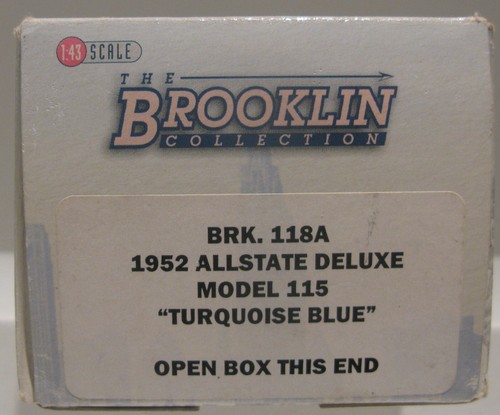 1:43 SCALE
THE
BROOKLIN
COLLECTION
BRK. 118A
1952 ALLSTATE DELUXE
MODEL 115
“TURQUOISE BLUE”
OPEN BOX THIS END